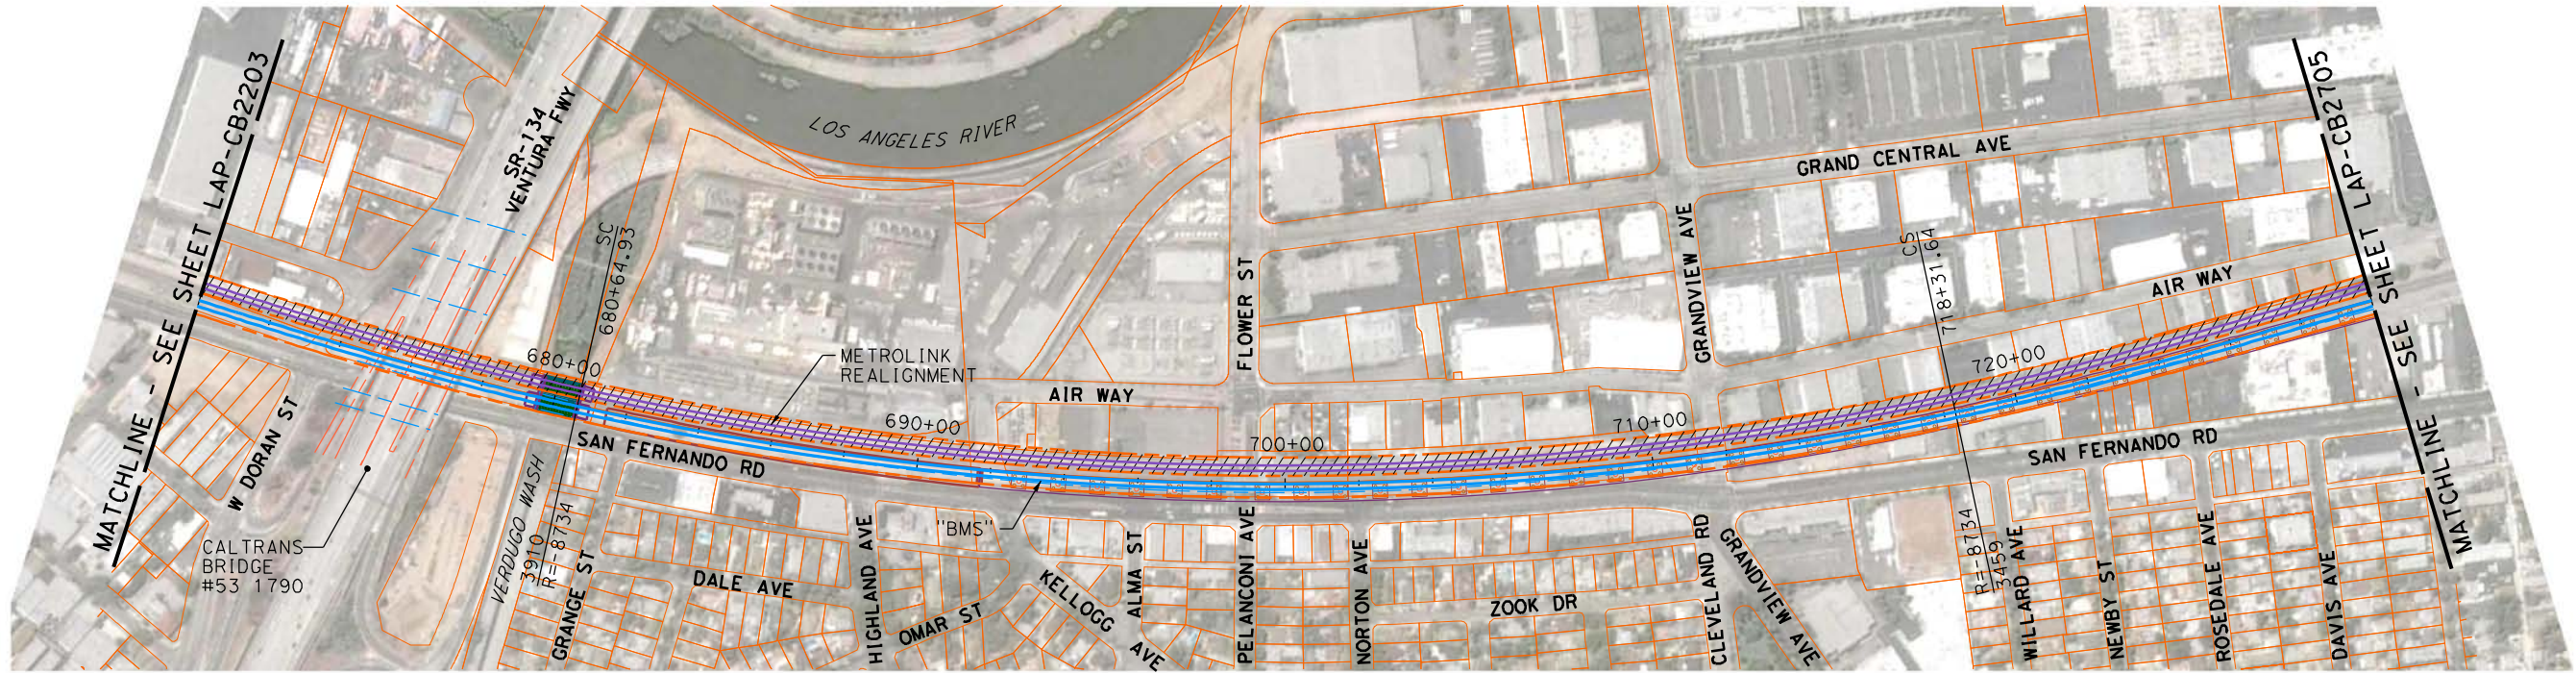 MATCHLINE - SEE SHEET LAP-CB2203
SR-134
VENTURA FWY
LOS ANGELES RIVER
SC
680+64.93
680+00
METROLINK
REALIGNMENT
690+00
AIR WAY
FLOWER ST
700+00
710+00
GRANDVIEW AVE
GRAND CENTRAL AVE
CS
718+31.64
720+00
AIR WAY
MATCHLINE - SEE SHEET LAP-CB2705
W DORAN ST
SAN FERNANDO RD
SAN FERNANDO RD
CALTRANS
BRIDGE
#53 1790
VERDUGO WASH
3910
R=-8734
GRANGE ST
DALE AVE
HIGHLAND AVE
OMAR ST
"BMS"
KELLOGG AVE
ALMA ST
PELANCONI AVE
NORTON AVE
ZOOK DR
CLEVELAND RD
GRANDVIEW AVE
R=-8734
3459
WILLARD AVE
NEWBY ST
ROSEDALE AVE
DAVIS AVE